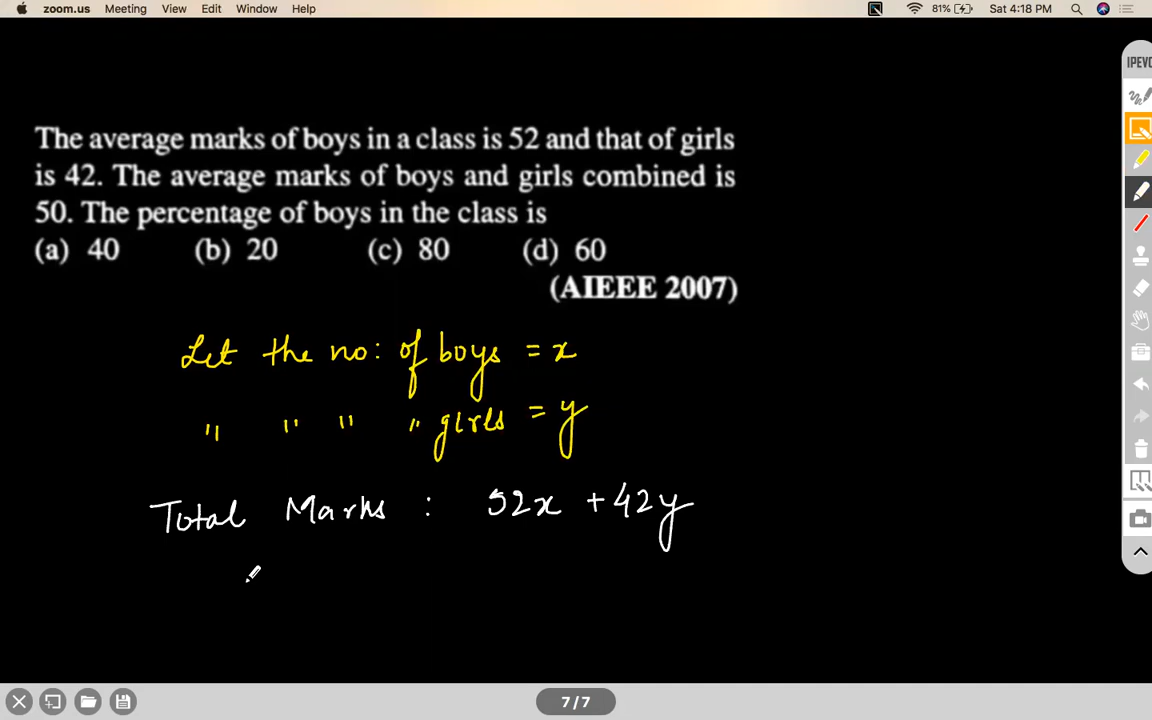 zoom.us Meeting View Edit Window Help 81% Sat 4:18 PM
IPEVO
The average marks of boys in a class is 52 and that of girls
is 42. The average marks of boys and girls combined is
50. The percentage of boys in the class is
(a) 40 (b) 20 (c) 80 (d) 60
(AIEEE 2007)
Let the no: of boys = x
" " " " girls = y
Total Marks : 52x + 42y
7/7